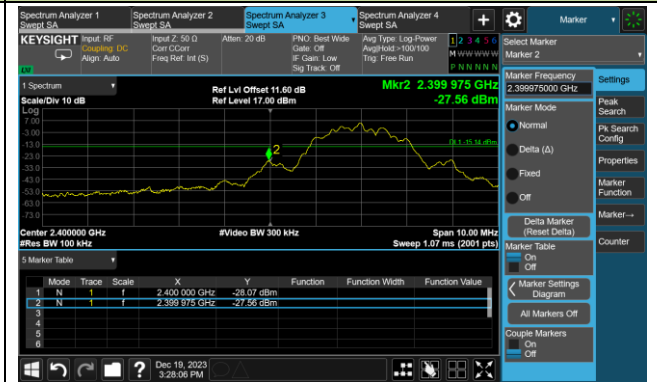 Spectrum Analyzer 1
Swept SA
Spectrum Analyzer 2
Swept SA
Spectrum Analyzer 3
Swept SA
Spectrum Analyzer 4
Swept SA
+
Marker
KEYSIGHT
Input: RF
Coupling: DC
Align: Auto
Input Z: 50 Ω
Corr CCorr
Freq Ref: Int (S)
Atten: 20 dB
PNO: Best Wide
Gate: Off
IF Gain: Low
Sig Track: Off
Avg Type: Log-Power
Avg|Hold:>100/100
Trig: Free Run
1 2 3 4 5 6
M W W W W W
P N N N N N
Select Marker
Marker 2
1 Spectrum
Scale/Div 10 dB
Ref Lvl Offset 11.60 dB
Ref Level 17.00 dBm
Mkr2 2.399 975 GHz
-27.56 dBm
Log
7.00
-3.00
-13.0
-23.0
-33.0
-43.0
-53.0
-63.0
-73.0
2
DL1 -15.14 dBm
Center 2.400000 GHz
#Res BW 100 kHz
#Video BW 300 kHz
Span 10.00 MHz
Sweep 1.07 ms (2001 pts)
5 Marker Table
Mode Trace Scale X Y Function Function Width Function Value
1 N 1 f 2.400 000 GHz -28.07 dBm
2 N 1 f 2.399 975 GHz -27.56 dBm
3
4
5
6
Marker Frequency
2.399975000 GHz
Marker Mode
Normal
Delta (Δ)
Fixed
Off
Delta Marker
(Reset Delta)
Marker Table
On
Off
Marker Settings
Diagram
All Markers Off
Couple Markers
On
Off
Settings
Peak
Search
Pk Search
Config
Properties
Marker
Function
Marker→
Counter
?
Dec 19, 2023
3:28:06 PM